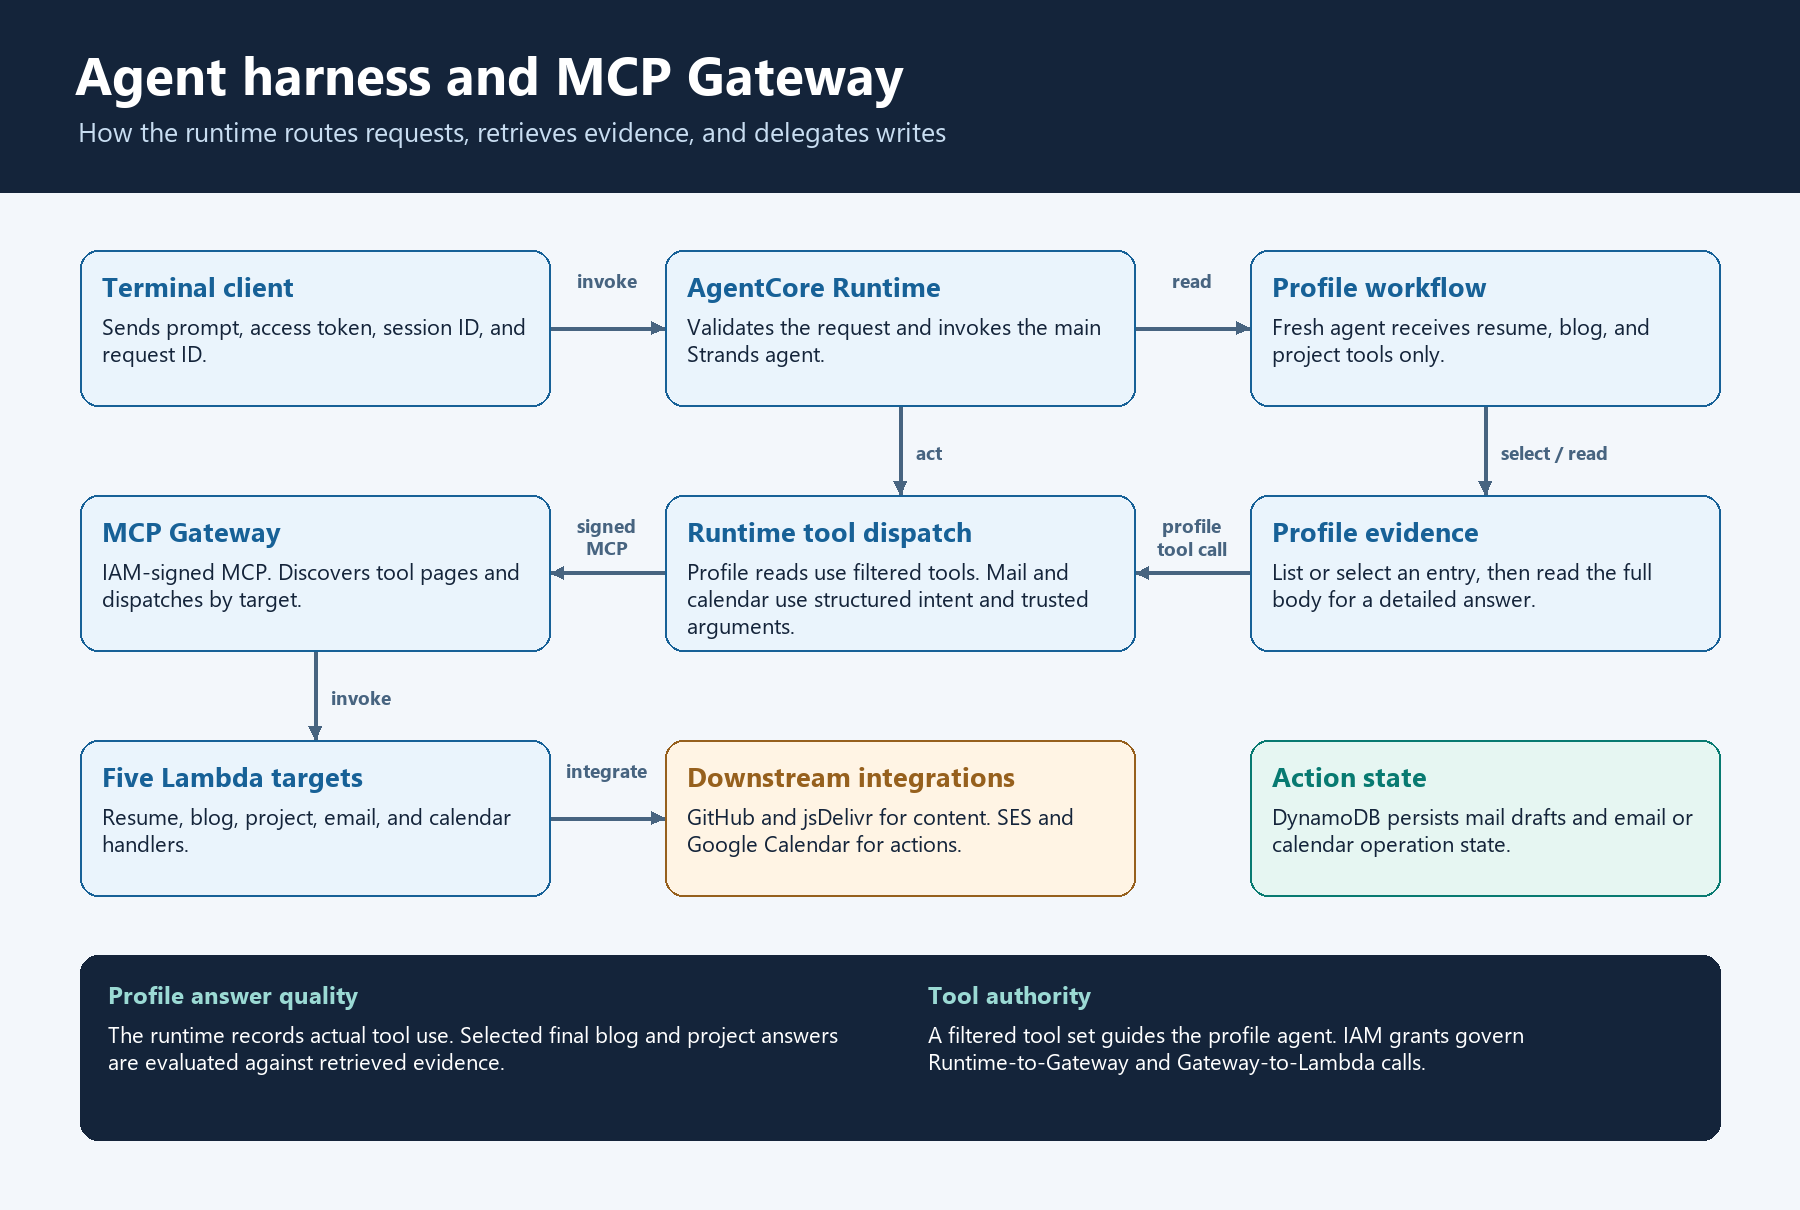 Agent harness and MCP Gateway
How the runtime routes requests, retrieves evidence, and delegates writes
Terminal client
Sends prompt, access token, session ID, and
request ID.
invoke
AgentCore Runtime
Validates the request and invokes the main
Strands agent.
read
Profile workflow
Fresh agent receives resume, blog, and
project tools only.
act
select / read
MCP Gateway
IAM-signed MCP. Discovers tool pages and
dispatches by target.
signed
MCP
Runtime tool dispatch
Profile reads use filtered tools. Mail and
calendar use structured intent and trusted
arguments.
profile
tool call
Profile evidence
List or select an entry, then read the full
body for a detailed answer.
invoke
Five Lambda targets
Resume, blog, project, email, and calendar
handlers.
integrate
Downstream integrations
GitHub and jsDelivr for content. SES and
Google Calendar for actions.
Action state
DynamoDB persists mail drafts and email or
calendar operation state.
Profile answer quality
The runtime records actual tool use. Selected final blog and project answers
are evaluated against retrieved evidence.
Tool authority
A filtered tool set guides the profile agent. IAM grants govern
Runtime-to-Gateway and Gateway-to-Lambda calls.